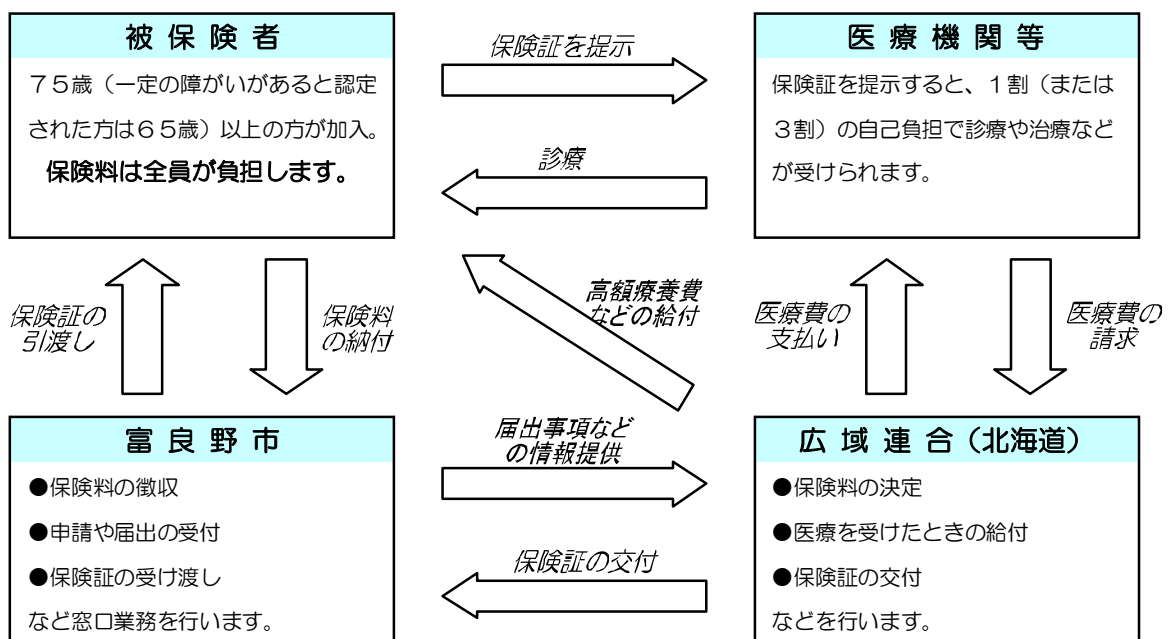 被保険者
７５歳（一定の障がいがあると認定
された方は６５歳）以上の方が加入。
保険料は全員が負担します。
保険証を提示
診療
医療機関等
保険証を提示すると、１割（または
３割）の自己負担で診療や治療など
が受けられます。
保険証の
引渡し
保険料
の納付
高額療養費
などの給付
医療費の
支払い
医療費の
請求
富良野市
●保険料の徴収
●申請や届出の受付
●保険証の受け渡し
など窓口業務を行います。
届出事項など
の情報提供
保険証の交付
広域連合（北海道）
●保険料の決定
●医療を受けたときの給付
●保険証の交付
などを行います。